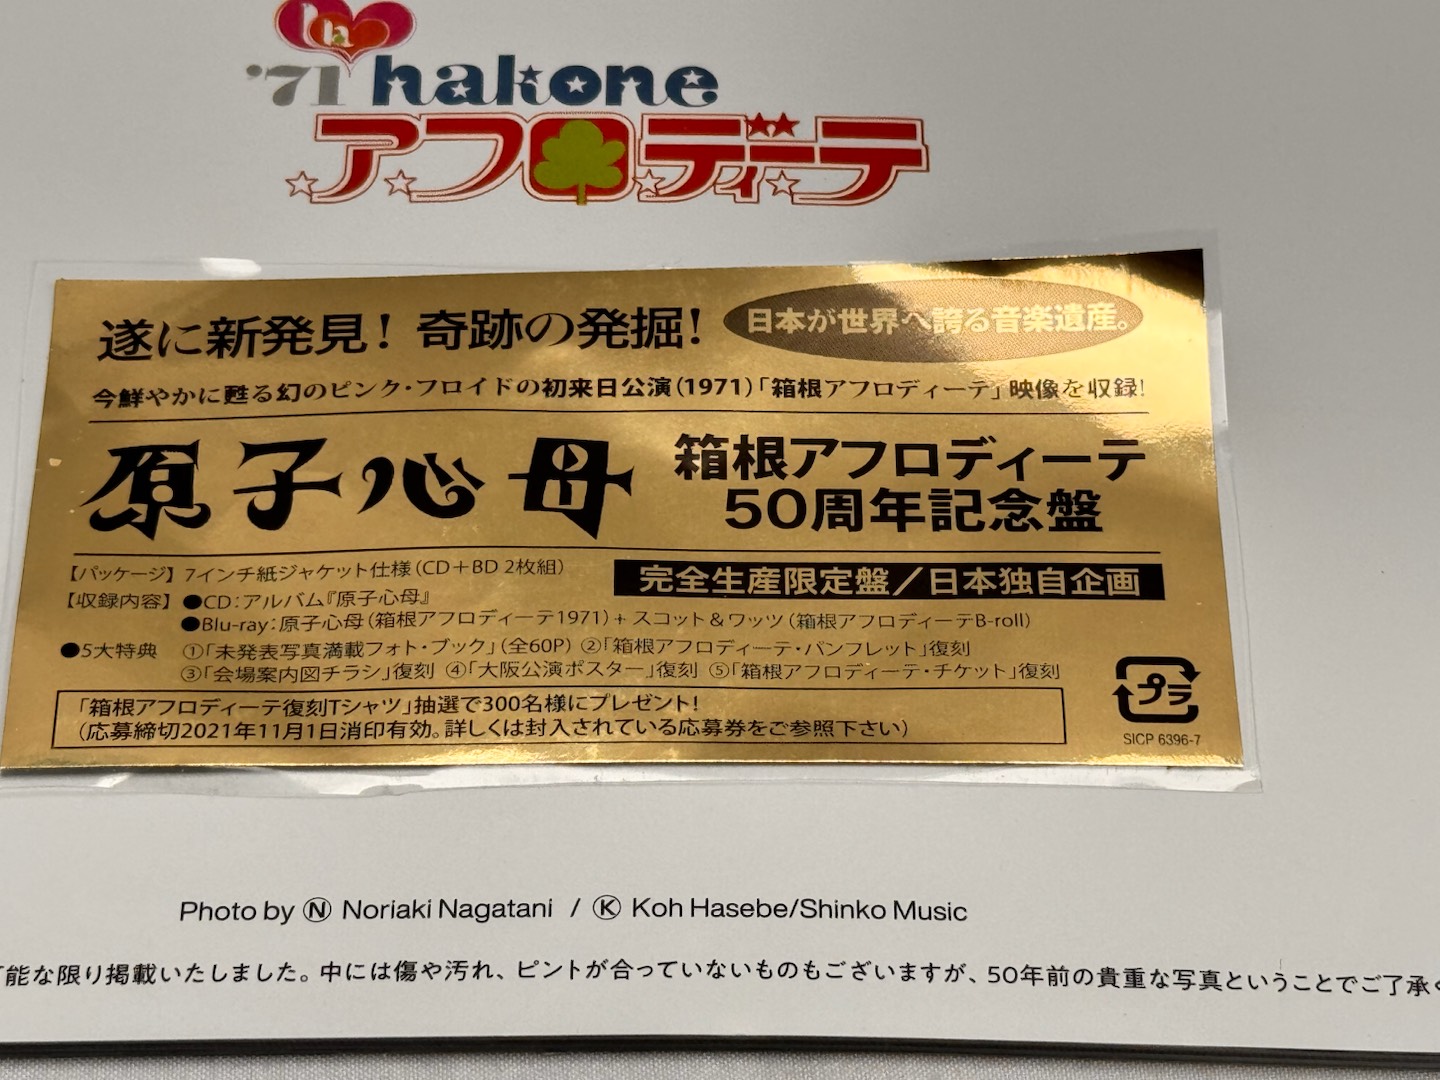 '71 hakone
アフロディーテ
遂に新発見！ 奇跡の発掘！
日本が世界へ誇る音楽遺産。
今鮮やかに甦る幻のピンク・フロイドの初来日公演(1971)「箱根アフロディーテ」映像を収録!
原子心母
箱根アフロディーテ
50周年記念盤
【パッケージ】7インチ紙ジャケット仕様(CD＋BD 2枚組)
完全生産限定盤／日本独自企画
【収録内容】●CD：アルバム『原子心母』
●Blu-ray：原子心母(箱根アフロディーテ1971)＋スコット＆ワッツ(箱根アフロディーテB-roll)
●5大特典 ①「未発表写真満載フォト・ブック」(全60P) ②「箱根アフロディーテ・パンフレット」復刻
③「会場案内図チラシ」復刻 ④「大阪公演ポスター」復刻 ⑤「箱根アフロディーテ・チケット」復刻
「箱根アフロディーテ復刻Tシャツ」抽選で300名様にプレゼント!
(応募締切2021年11月1日消印有効。詳しくは封入されている応募券をご参照下さい)
プラ
SICP 6396-7
Photo by Ⓝ Noriaki Nagatani / Ⓚ Koh Hasebe/Shinko Music
能な限り掲載いたしました。中には傷や汚れ、ピントが合っていないものもございますが、50年前の貴重な写真ということでご了承く